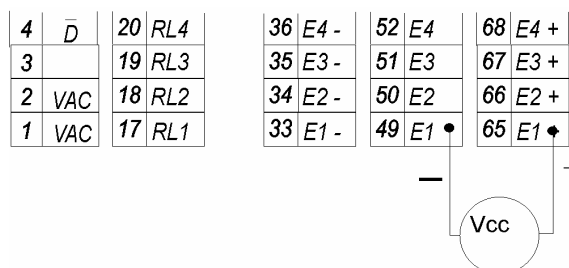 4 D̅ 20 RL4 36 E4 - 52 E4 68 E4 +
3 19 RL3 35 E3 - 51 E3 67 E3 +
2 VAC 18 RL2 34 E2 - 50 E2 66 E2 +
1 VAC 17 RL1 33 E1 - 49 E1 65 E1 +
–
Vcc